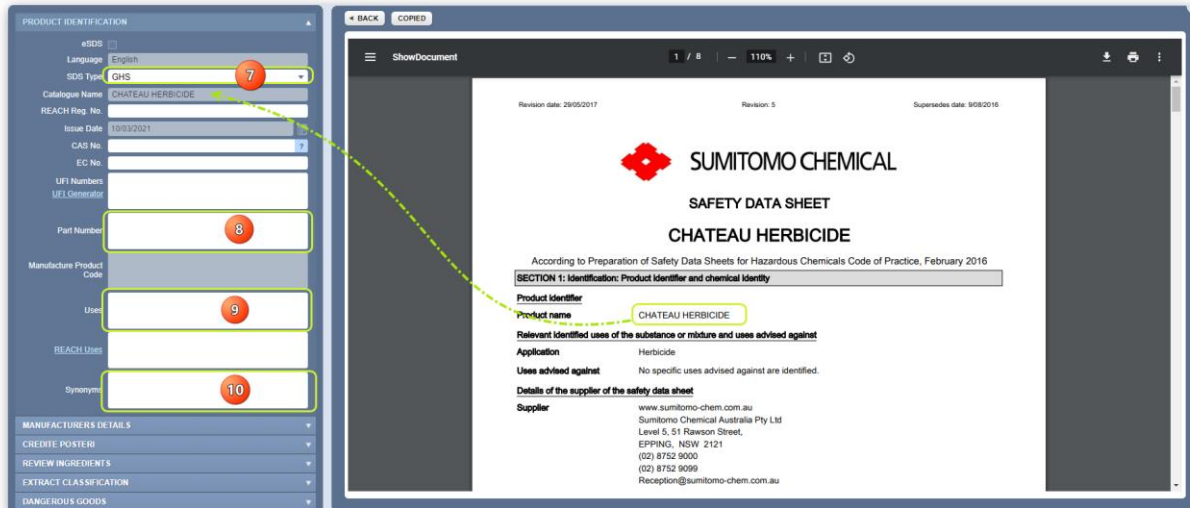 PRODUCT IDENTIFICATION
eSDS
Language English
SDS Type GHS 7
Catalogue Name CHATEAU HERBICIDE
REACH Reg. No.
Issue Date 10/03/2021
CAS No. ?
EC No.
UFI Numbers
UFI Generator
Part Number 8
Manufacture Product
Code
Uses 9
REACH Uses
Synonyms 10
MANUFACTURERS DETAILS
CREDITE POSTERI
REVIEW INGREDIENTS
EXTRACT CLASSIFICATION
DANGEROUS GOODS
BACK COPIED
ShowDocument 1 / 8 110%
Revision date: 29/05/2017 Revision: 5 Supersedes date: 9/08/2016
SUMITOMO CHEMICAL
SAFETY DATA SHEET
CHATEAU HERBICIDE
According to Preparation of Safety Data Sheets for Hazardous Chemicals Code of Practice, February 2016
SECTION 1: Identification: Product identifier and chemical identity
Product identifier
Product name CHATEAU HERBICIDE
Relevant identified uses of the substance or mixture and uses advised against
Application Herbicide
Uses advised against No specific uses advised against are identified.
Details of the supplier of the safety data sheet
Supplier www.sumitomo-chem.com.au
Sumitomo Chemical Australia Pty Ltd
Level 5, 51 Rawson Street,
EPPING, NSW 2121
(02) 8752 9000
(02) 8752 9099
Reception@sumitomo-chem.com.au